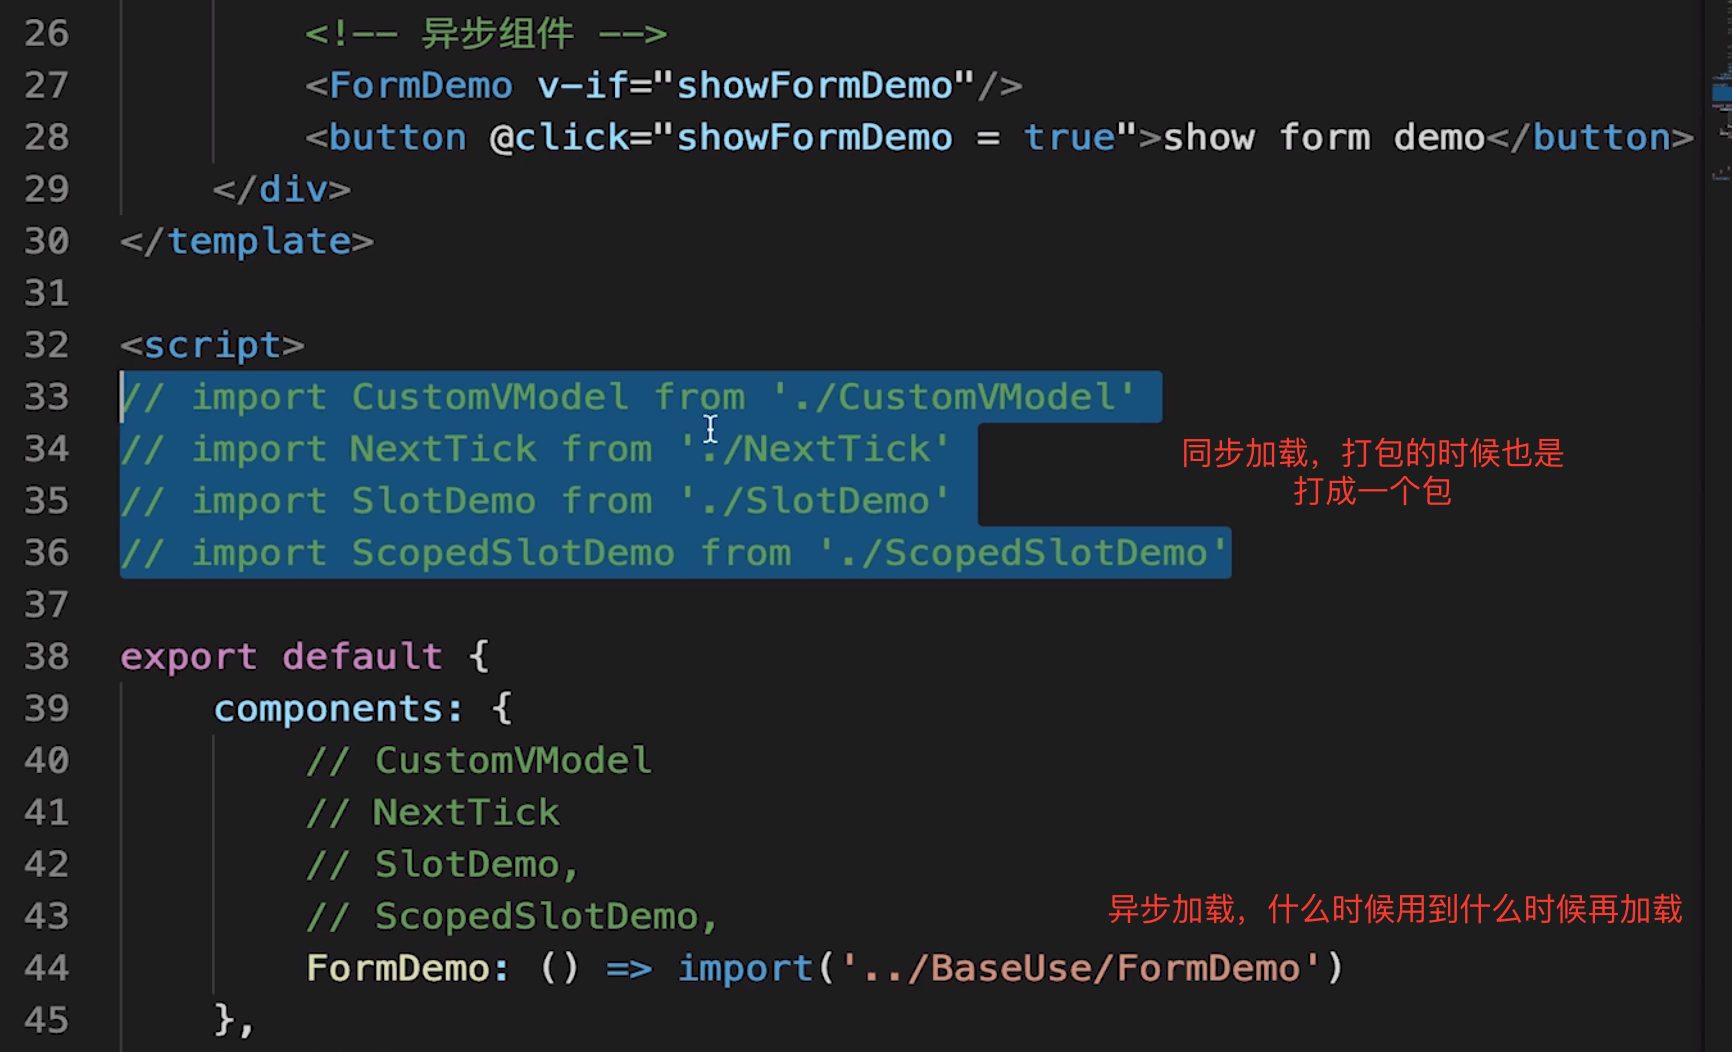 26 <!-- 异步组件 -->
27 <FormDemo v-if="showFormDemo"/>
28 <button @click="showFormDemo = true">show form demo</button>
29 </div>
30 </template>
31
32 <script>
33 // import CustomVModel from './CustomVModel'
34 // import NextTick from './NextTick'
35 // import SlotDemo from './SlotDemo'
同步加载，打包的时候也是
打成一个包
36 // import ScopedSlotDemo from './ScopedSlotDemo'
37
38 export default {
39 components: {
40 // CustomVModel
41 // NextTick
42 // SlotDemo,
43 // ScopedSlotDemo,
异步加载，什么时候用到什么时候再加载
44 FormDemo: () => import('../BaseUse/FormDemo')
45 },